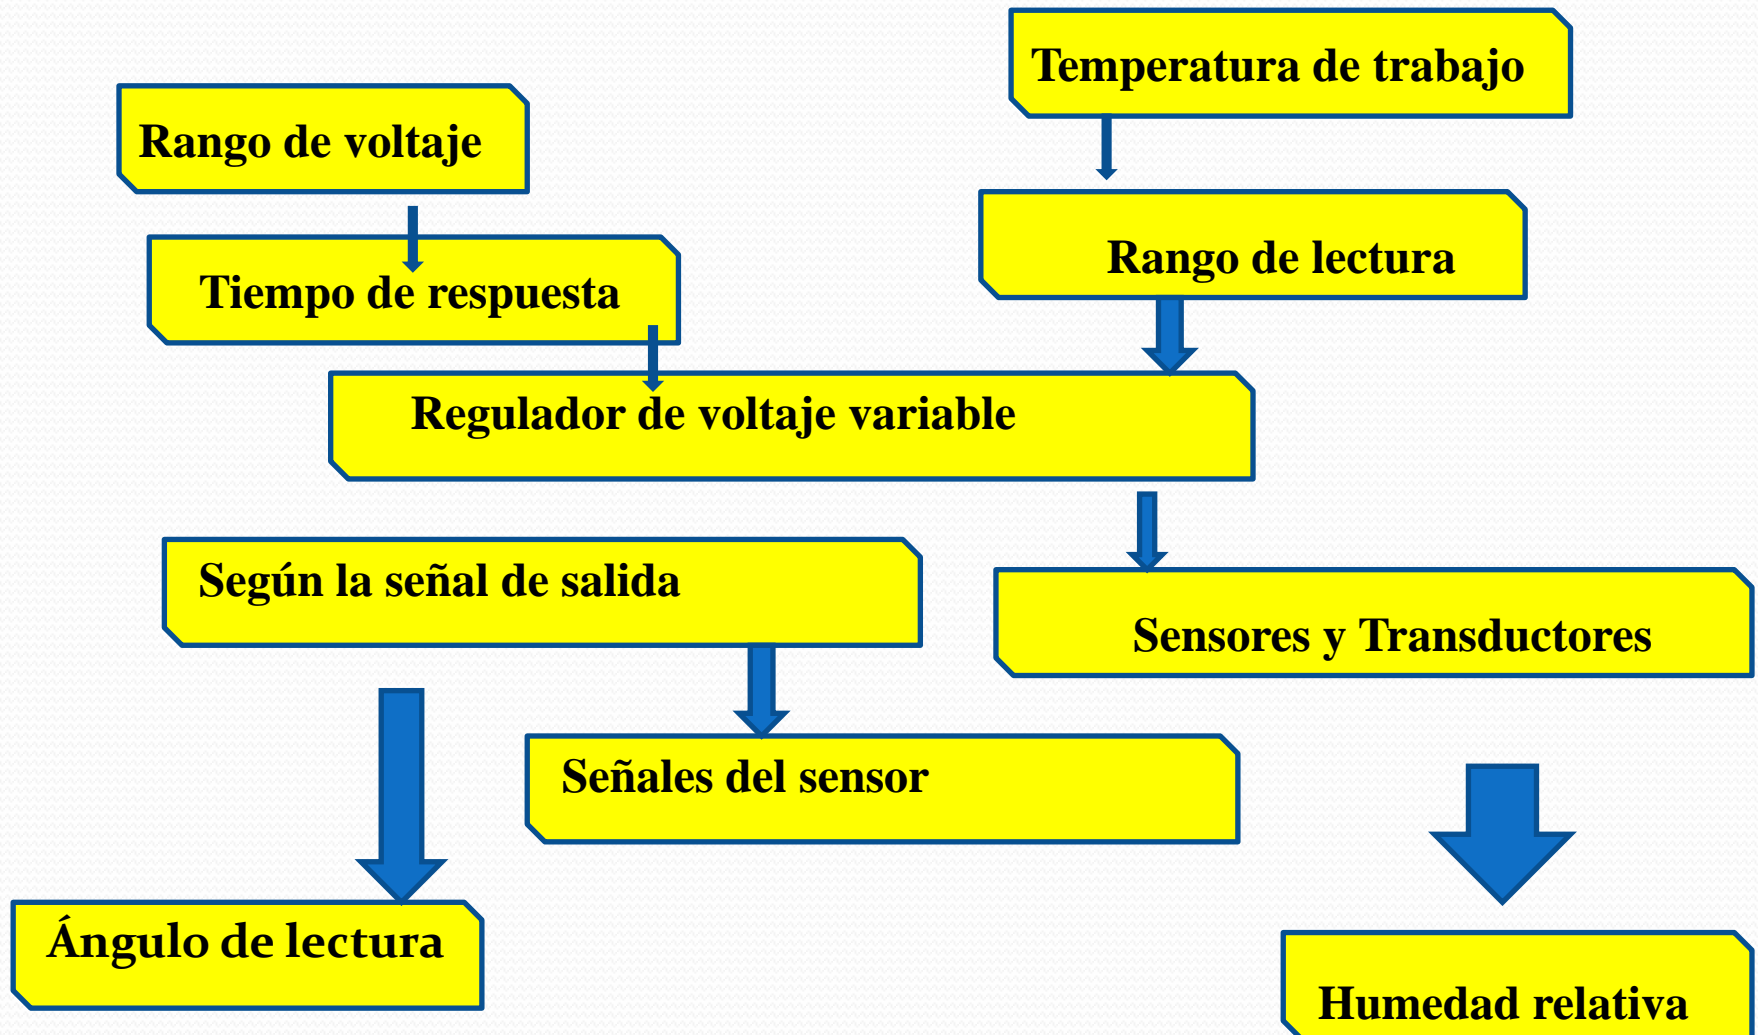 Temperatura de trabajo
Rango de voltaje
Rango de lectura
Tiempo de respuesta
Regulador de voltaje variable
Según la señal de salida
Sensores y Transductores
Señales del sensor
Ángulo de lectura
Humedad relativa